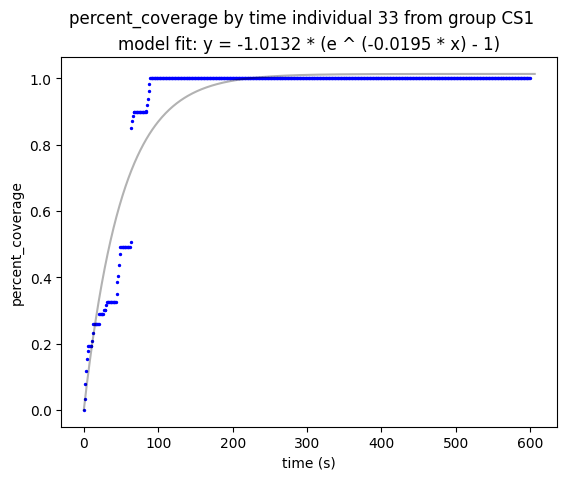 percent_coverage by time individual 33 from group CS1
model fit: y = -1.0132 * (e ^ (-0.0195 * x) - 1)
1.0
0.8
0.6
0.4
0.2
0.0
percent_coverage
0 100 200 300 400 500 600
time (s)